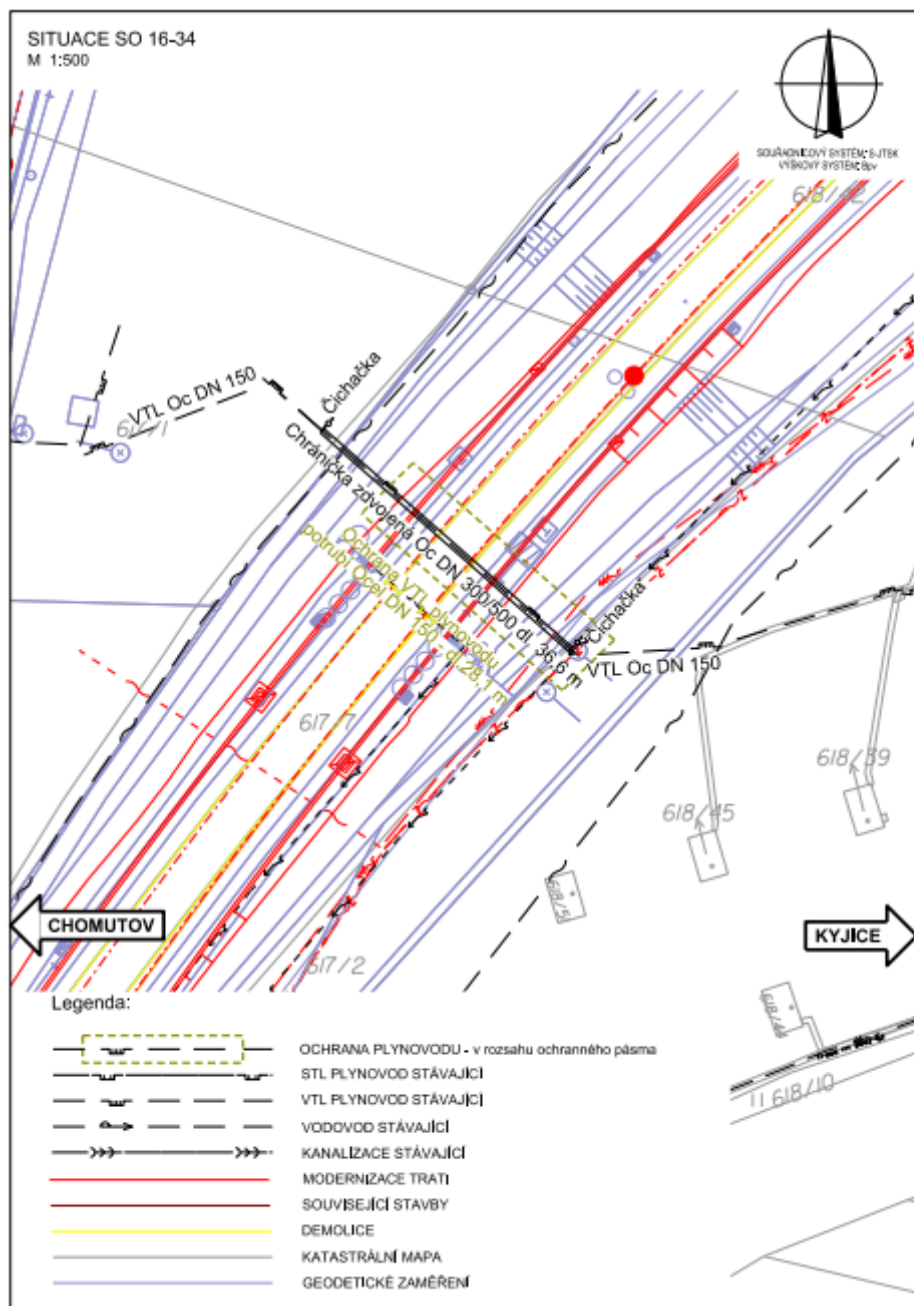 SITUACE SO 16-34
M 1:500
SOUŘADNICOVÝ SYSTÉM: S-JTSK
VÝŠKOVÝ SYSTÉM: Bpv
618/42
Čichačka
VTL Oc DN 150
Chránička zdvojená Oc DN 300/500 dl. 36,6 m
Ochrana VTL plynovodu
potrubí Ocel DN 150 - dl.28,1 m
Čichačka
VTL Oc DN 150
617/7
618/39
618/45
618/5
617/2
CHOMUTOV
KYJICE
618/44
618/10
Legenda:
OCHRANA PLYNOVODU - v rozsahu ochranného pásma
STL PLYNOVOD STÁVAJÍCÍ
VTL PLYNOVOD STÁVAJÍCÍ
VODOVOD STÁVAJÍCÍ
KANALIZACE STÁVAJÍCÍ
MODERNIZACE TRATI
SOUVISEJÍCÍ STAVBY
DEMOLICE
KATASTRÁLNÍ MAPA
GEODETICKÉ ZAMĚŘENÍ